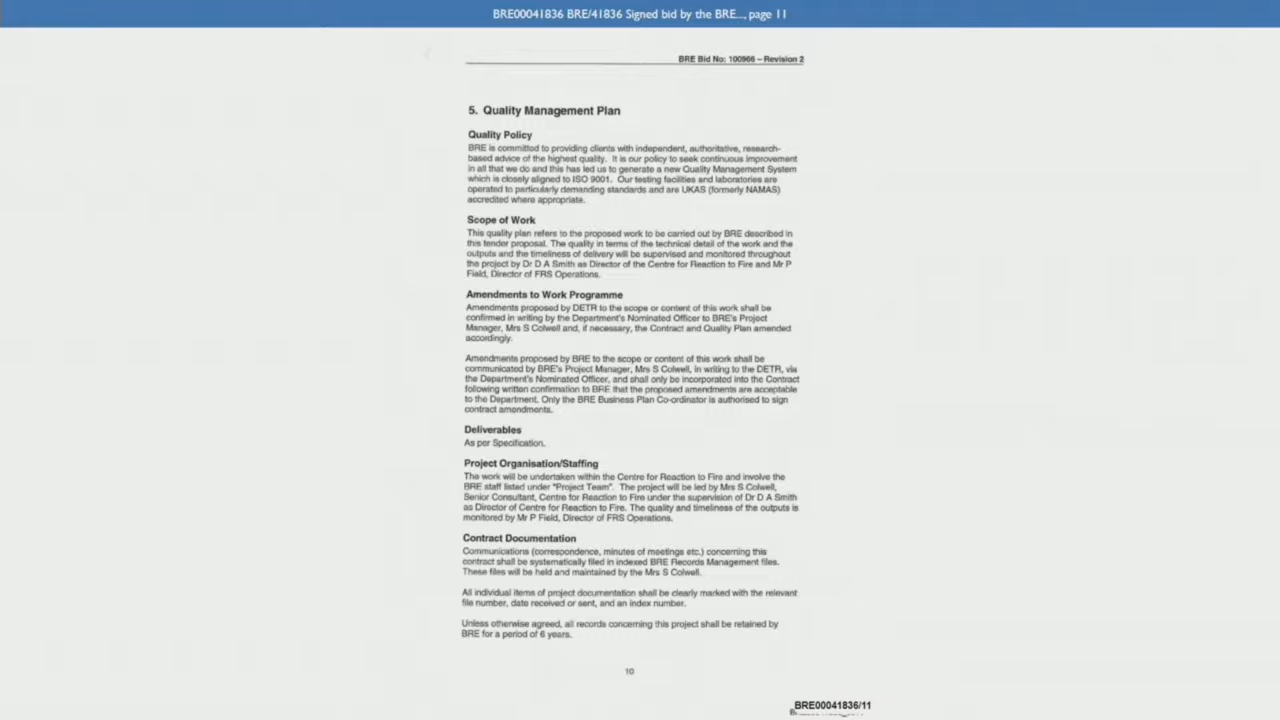 BRE00041836 BRE/41836 Signed bid by the BRE..., page 11
BRE Bid No: 100966 – Revision 2
5. Quality Management Plan
Quality Policy
BRE is committed to providing clients with independent, authoritative, research-
based advice of the highest quality. It is our policy to seek continuous improvement
in all that we do and this has led us to generate a new Quality Management System
which is closely aligned to ISO 9001. Our testing facilities and laboratories are
operated to particularly demanding standards and are UKAS (formerly NAMAS)
accredited where appropriate.
Scope of Work
This quality plan refers to the proposed work to be carried out by BRE described in
this tender proposal. The quality in terms of the technical detail of the work and the
outputs and the timeliness of delivery will be supervised and monitored throughout
the project by Dr D A Smith as Director of the Centre for Reaction to Fire and Mr P
Field, Director of FRS Operations.
Amendments to Work Programme
Amendments proposed by DETR to the scope or content of this work shall be
confirmed in writing by the Department's Nominated Officer to BRE's Project
Manager, Mrs S Colwell and, if necessary, the Contract and Quality Plan amended
accordingly.
Amendments proposed by BRE to the scope or content of this work shall be
communicated by BRE's Project Manager, Mrs S Colwell, in writing to the DETR, via
the Department's Nominated Officer, and shall only be incorporated into the Contract
following written confirmation to BRE that the proposed amendments are acceptable
to the Department. Only the BRE Business Plan Co-ordinator is authorised to sign
contract amendments.
Deliverables
As per Specification.
Project Organisation/Staffing
The work will be undertaken within the Centre for Reaction to Fire and involve the
BRE staff listed under "Project Team". The project will be led by Mrs S Colwell,
Senior Consultant, Centre for Reaction to Fire under the supervision of Dr D A Smith
as Director of Centre for Reaction to Fire. The quality and timeliness of the outputs is
monitored by Mr P Field, Director of FRS Operations.
Contract Documentation
Communications (correspondence, minutes of meetings etc.) concerning this
contract shall be systematically filed in indexed BRE Records Management files.
These files will be held and maintained by the Mrs S Colwell.
All individual items of project documentation shall be clearly marked with the relevant
file number, date received or sent, and an index number.
Unless otherwise agreed, all records concerning this project shall be retained by
BRE for a period of 6 years.
10
BRE00041836/11